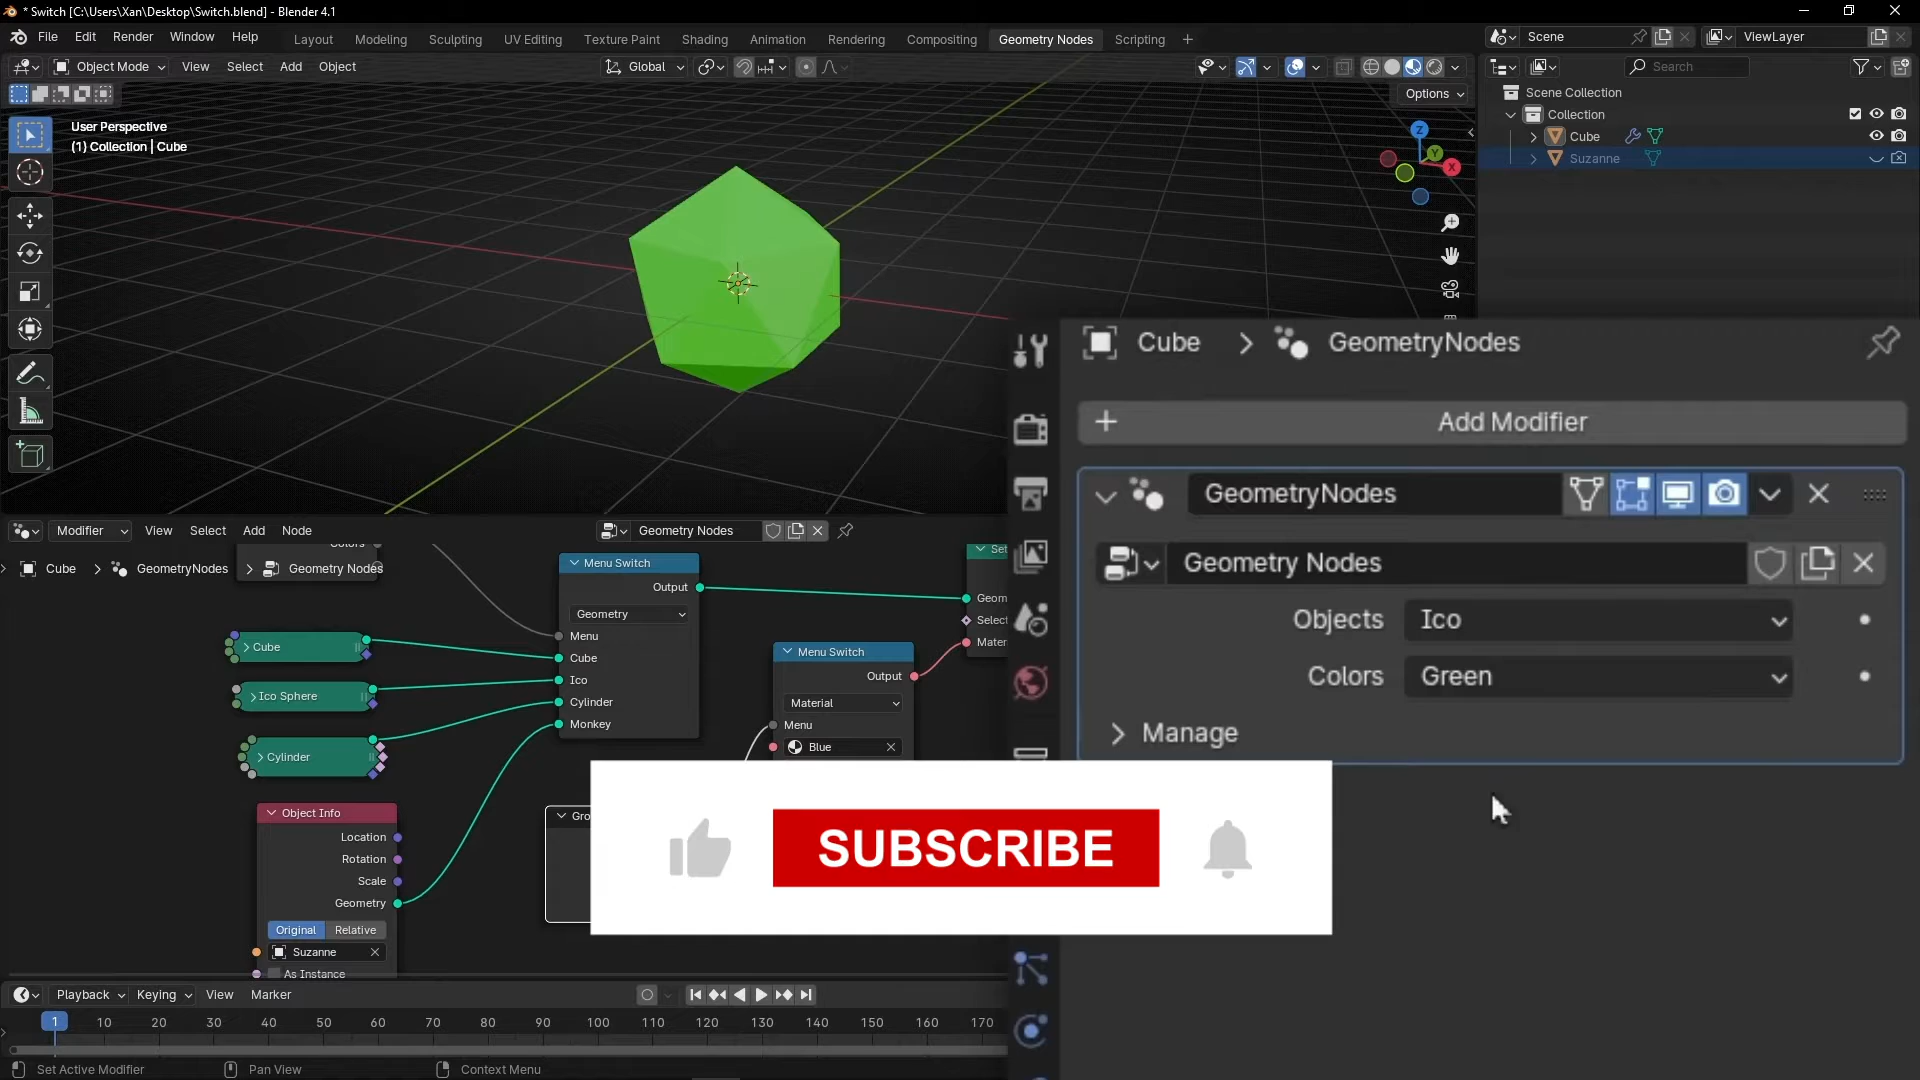 * Switch [C:\Users\Xan\Desktop\Switch.blend] - Blender 4.1
File Edit Render Window Help
Layout Modeling Sculpting UV Editing Texture Paint Shading Animation Rendering Compositing Geometry Nodes Scripting +
Scene
ViewLayer
Object Mode View Select Add Object
Global
Search
Options
User Perspective
(1) Collection | Cube
Z
Y
X
Scene Collection
Collection
Cube
Suzanne
Cube > GeometryNodes
+ Add Modifier
GeometryNodes
Geometry Nodes
Objects Ico
Colors Green
Manage
Modifier View Select Add Node
Geometry Nodes
Colors
Cube > GeometryNodes > Geometry Nodes
Menu Switch
Output
Geometry
Menu
Cube
Ico
Cylinder
Monkey
Cube
Ico Sphere
Cylinder
Object Info
Location
Rotation
Scale
Geometry
Original Relative
Suzanne
As Instance
Menu Switch
Output
Material
Menu
Blue
Set
Geom
Select
Mater
Gro
SUBSCRIBE
Playback Keying View Marker
1 10 20 30 40 50 60 70 80 90 100 110 120 130 140 150 160 170
Set Active Modifier Pan View Context Menu